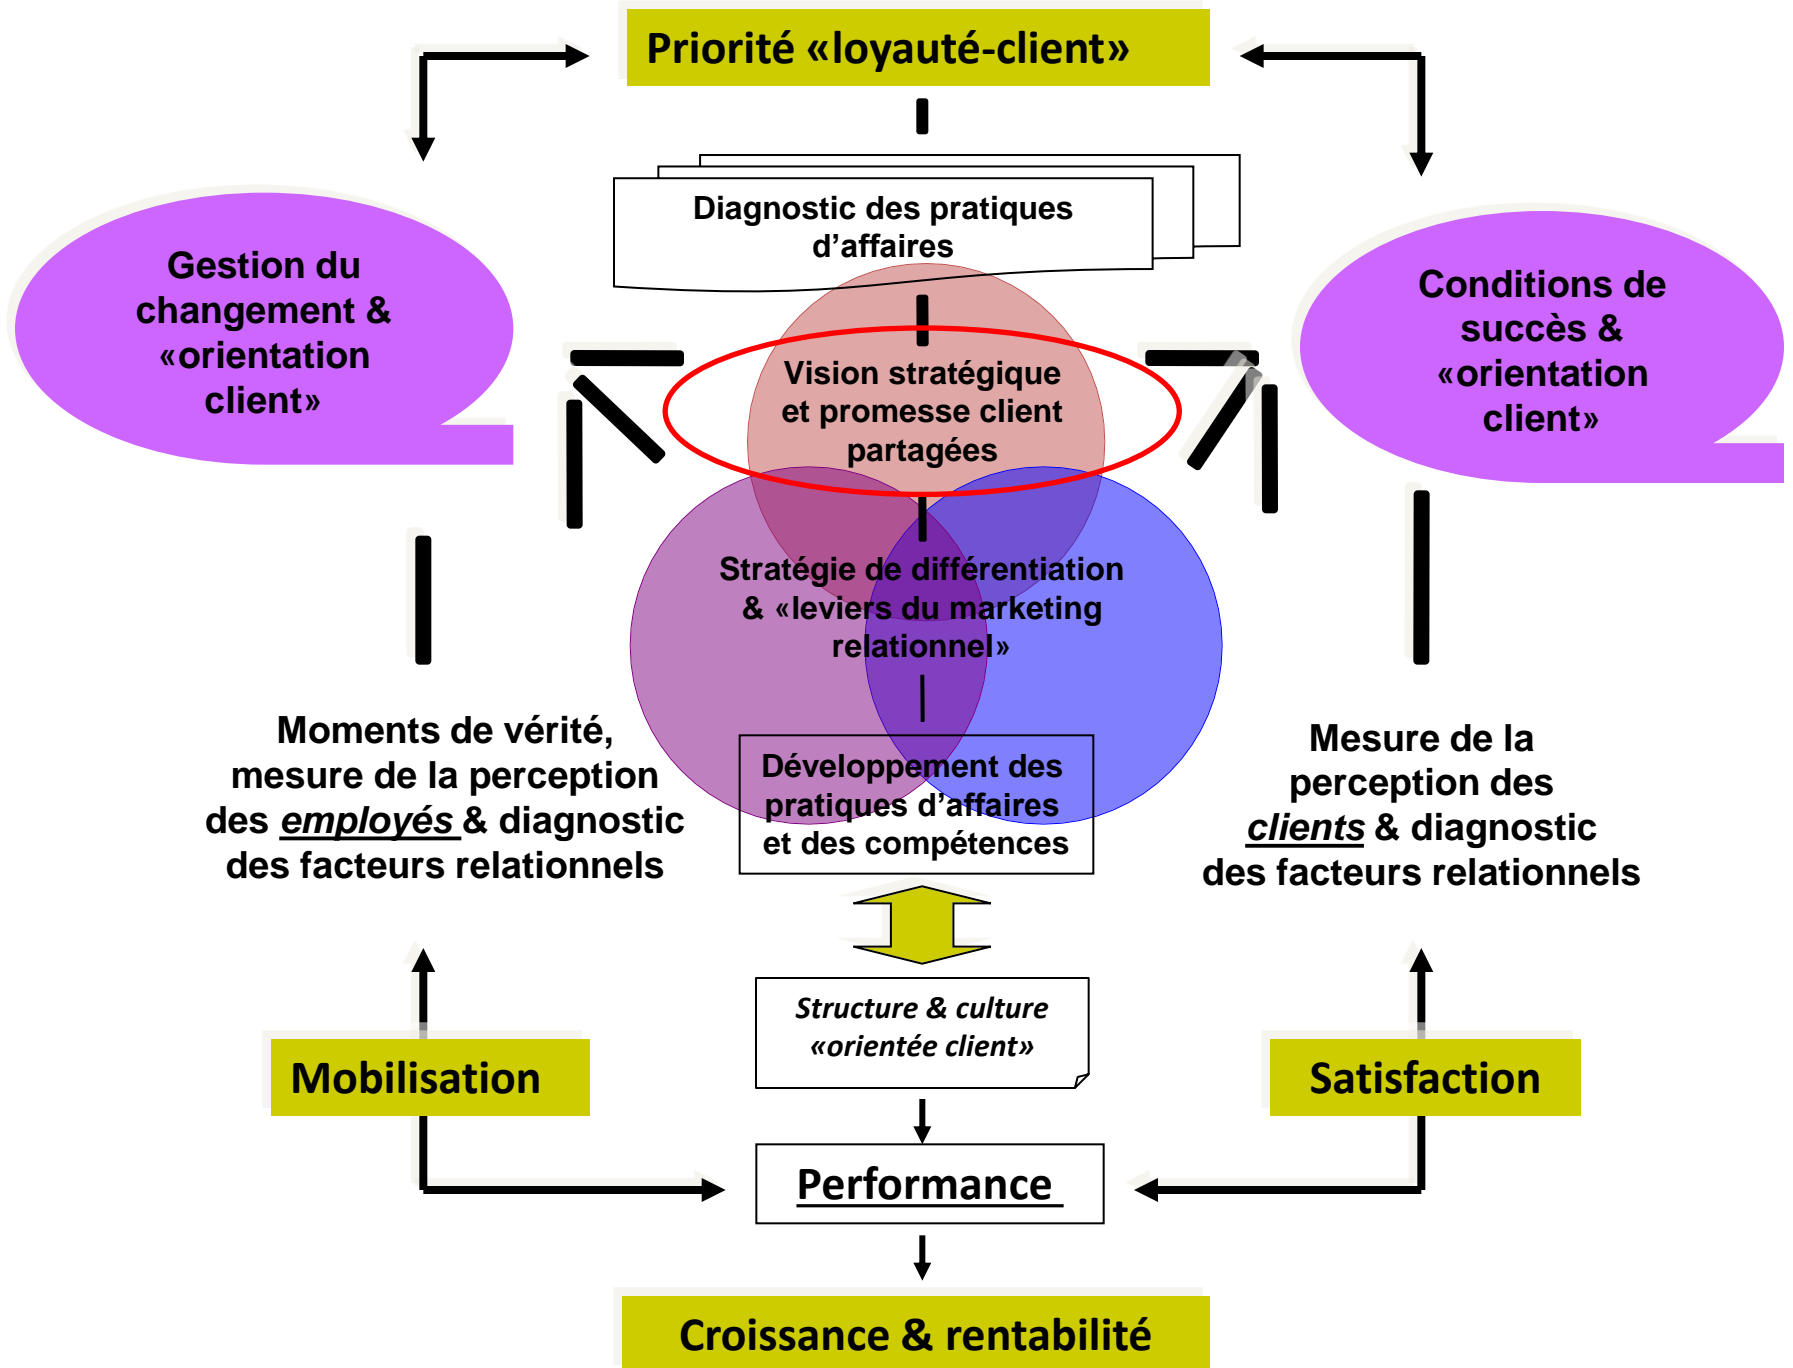 Priorité «loyauté-client»
Diagnostic des pratiques
d’affaires
Gestion du
changement &
«orientation
client»
Conditions de
succès &
«orientation
client»
Vision stratégique
et promesse client
partagées
Stratégie de différentiation
& «leviers du marketing
relationnel»
Moments de vérité,
mesure de la perception
des employés & diagnostic
des facteurs relationnels
Développement des
pratiques d’affaires
et des compétences
Mesure de la
perception des
clients & diagnostic
des facteurs relationnels
Structure & culture
«orientée client»
Mobilisation
Satisfaction
Performance
Croissance & rentabilité